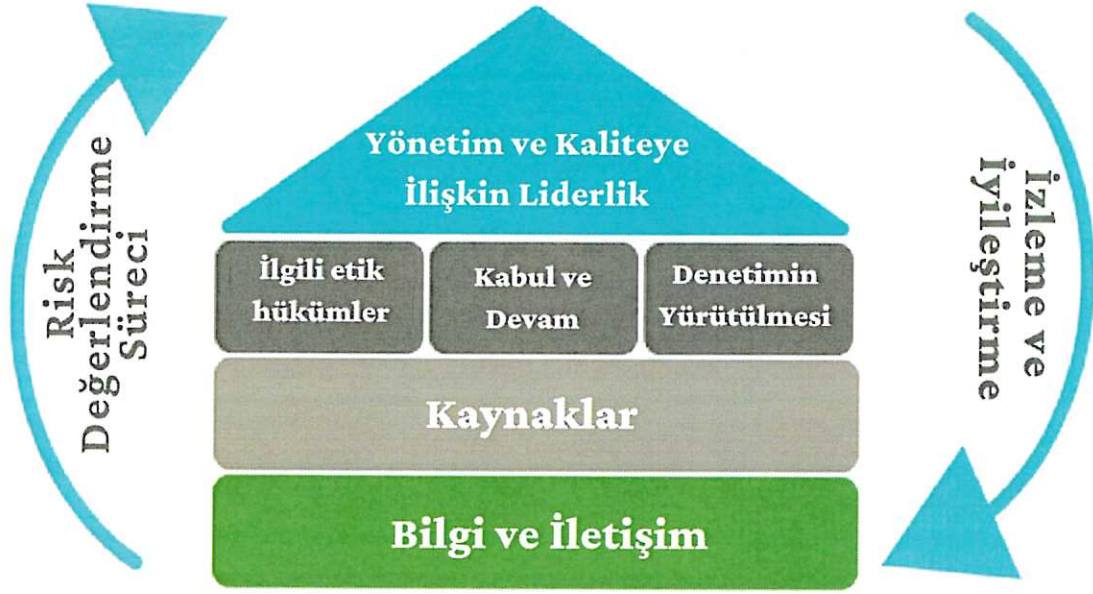 Risk
Değerlendirme
Süreci
Yönetim ve Kaliteye
İlişkin Liderlik
İlgili etik
hükümler
Kabul ve
Devam
Denetimin
Yürütülmesi
Kaynaklar
Bilgi ve İletişim
İzleme ve
İyileştirme